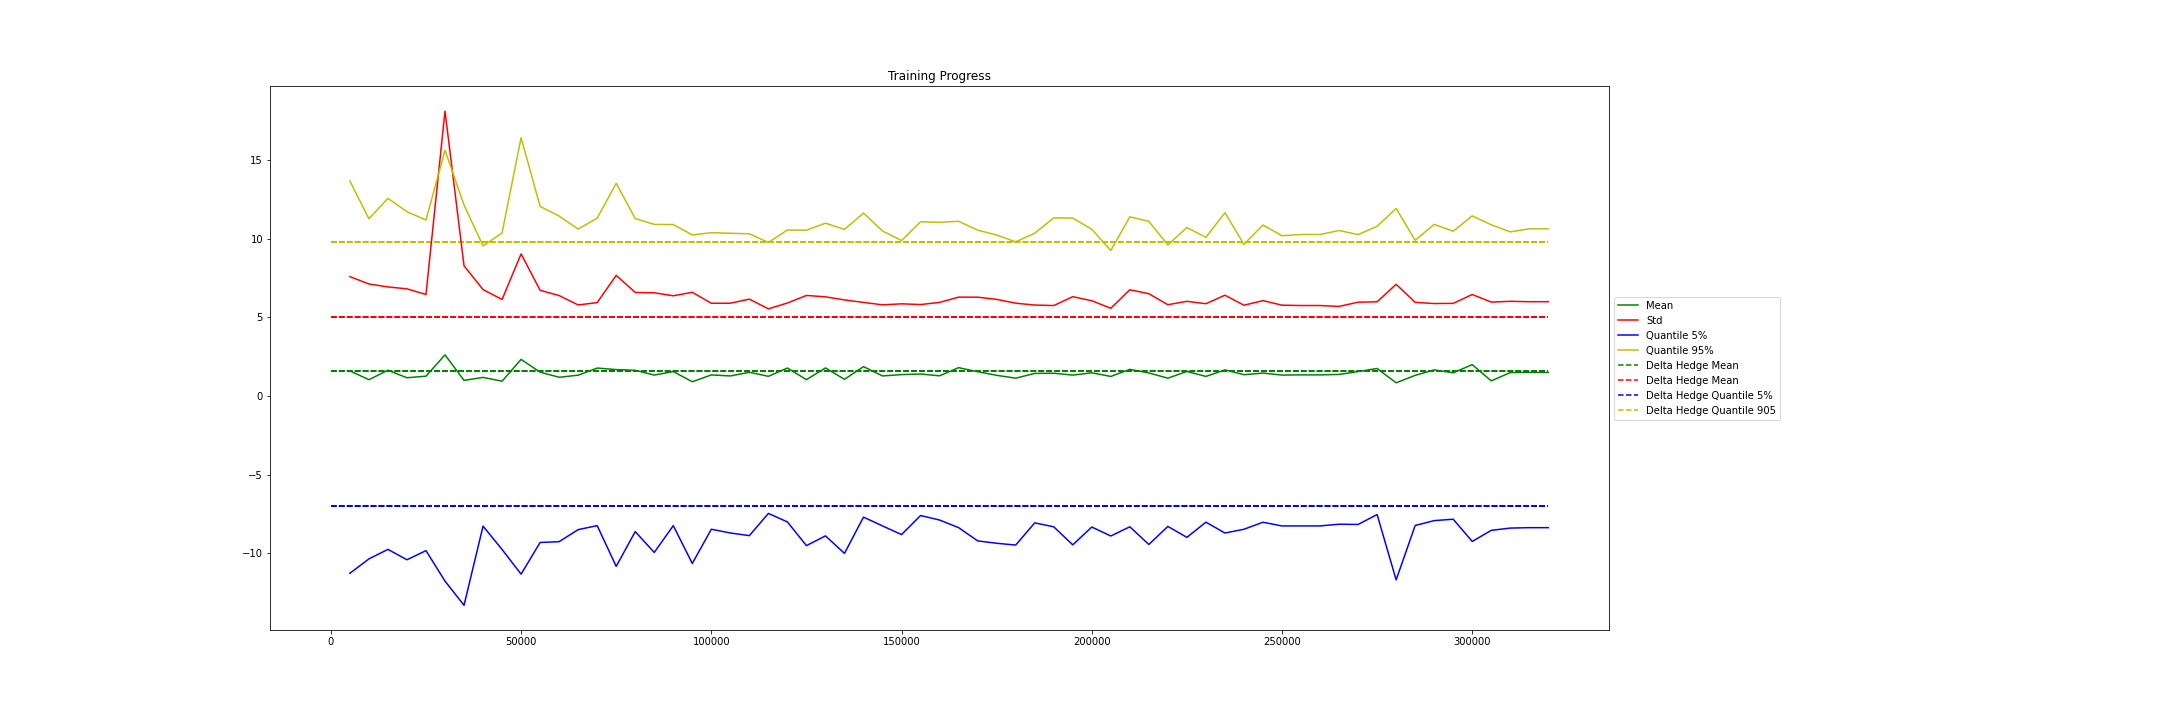 Training Progress
15
10
5
0
−5
−10
0 50000 100000 150000 200000 250000 300000
Mean
Std
Quantile 5%
Quantile 95%
Delta Hedge Mean
Delta Hedge Mean
Delta Hedge Quantile 5%
Delta Hedge Quantile 905